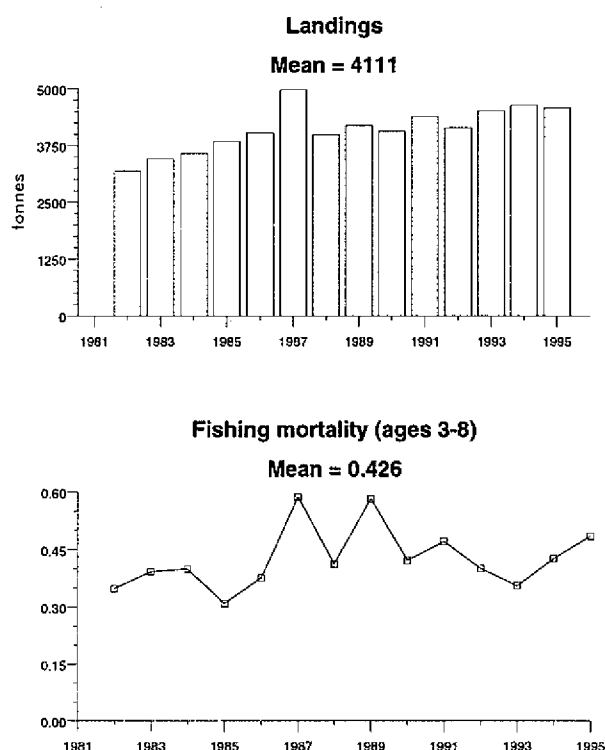 Landings
Mean = 4111
5000
3750
2500
1250
0
tonnes
1981 1983 1985 1987 1989 1991 1993 1995
Fishing mortality (ages 3-8)
Mean = 0.426
0.60
0.45
0.30
0.15
0.00
1981 1983 1985 1987 1989 1991 1993 1995